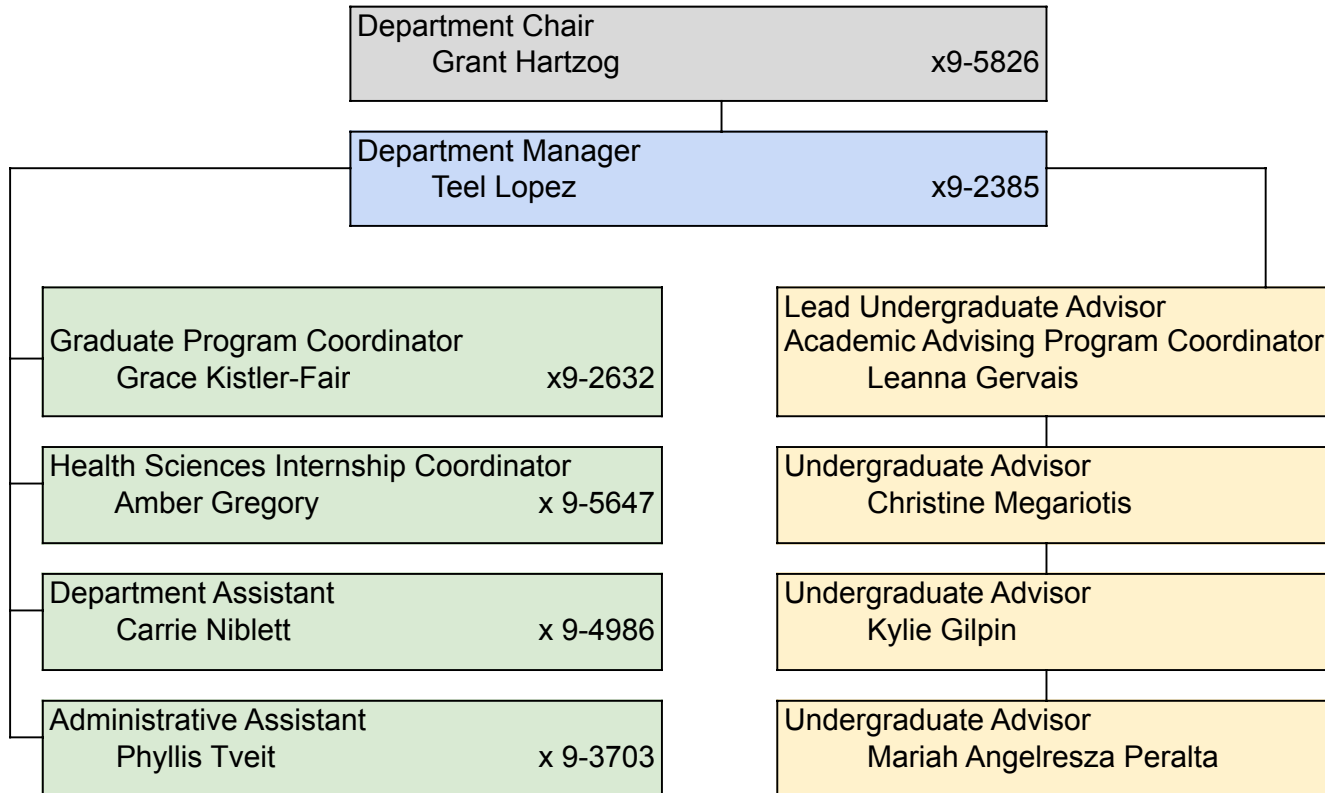 Department Chair
Grant Hartzog x9-5826
Department Manager
Teel Lopez x9-2385
Graduate Program Coordinator
Grace Kistler-Fair x9-2632
Health Sciences Internship Coordinator
Amber Gregory x 9-5647
Department Assistant
Carrie Niblett x 9-4986
Administrative Assistant
Phyllis Tveit x 9-3703
Lead Undergraduate Advisor
Academic Advising Program Coordinator
Leanna Gervais
Undergraduate Advisor
Christine Megariotis
Undergraduate Advisor
Kylie Gilpin
Undergraduate Advisor
Mariah Angelresza Peralta